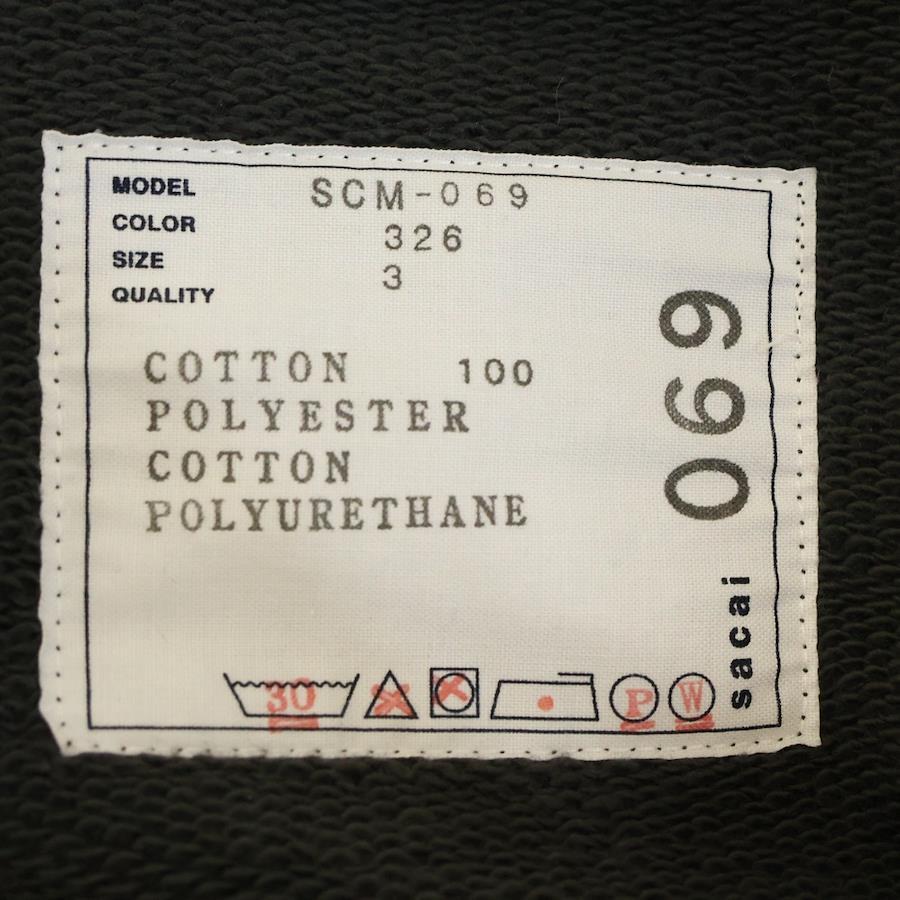 MODEL SCM-069
COLOR 326
SIZE 3
QUALITY
COTTON 100
POLYESTER
COTTON
POLYURETHANE
069
sacai
30
P
W